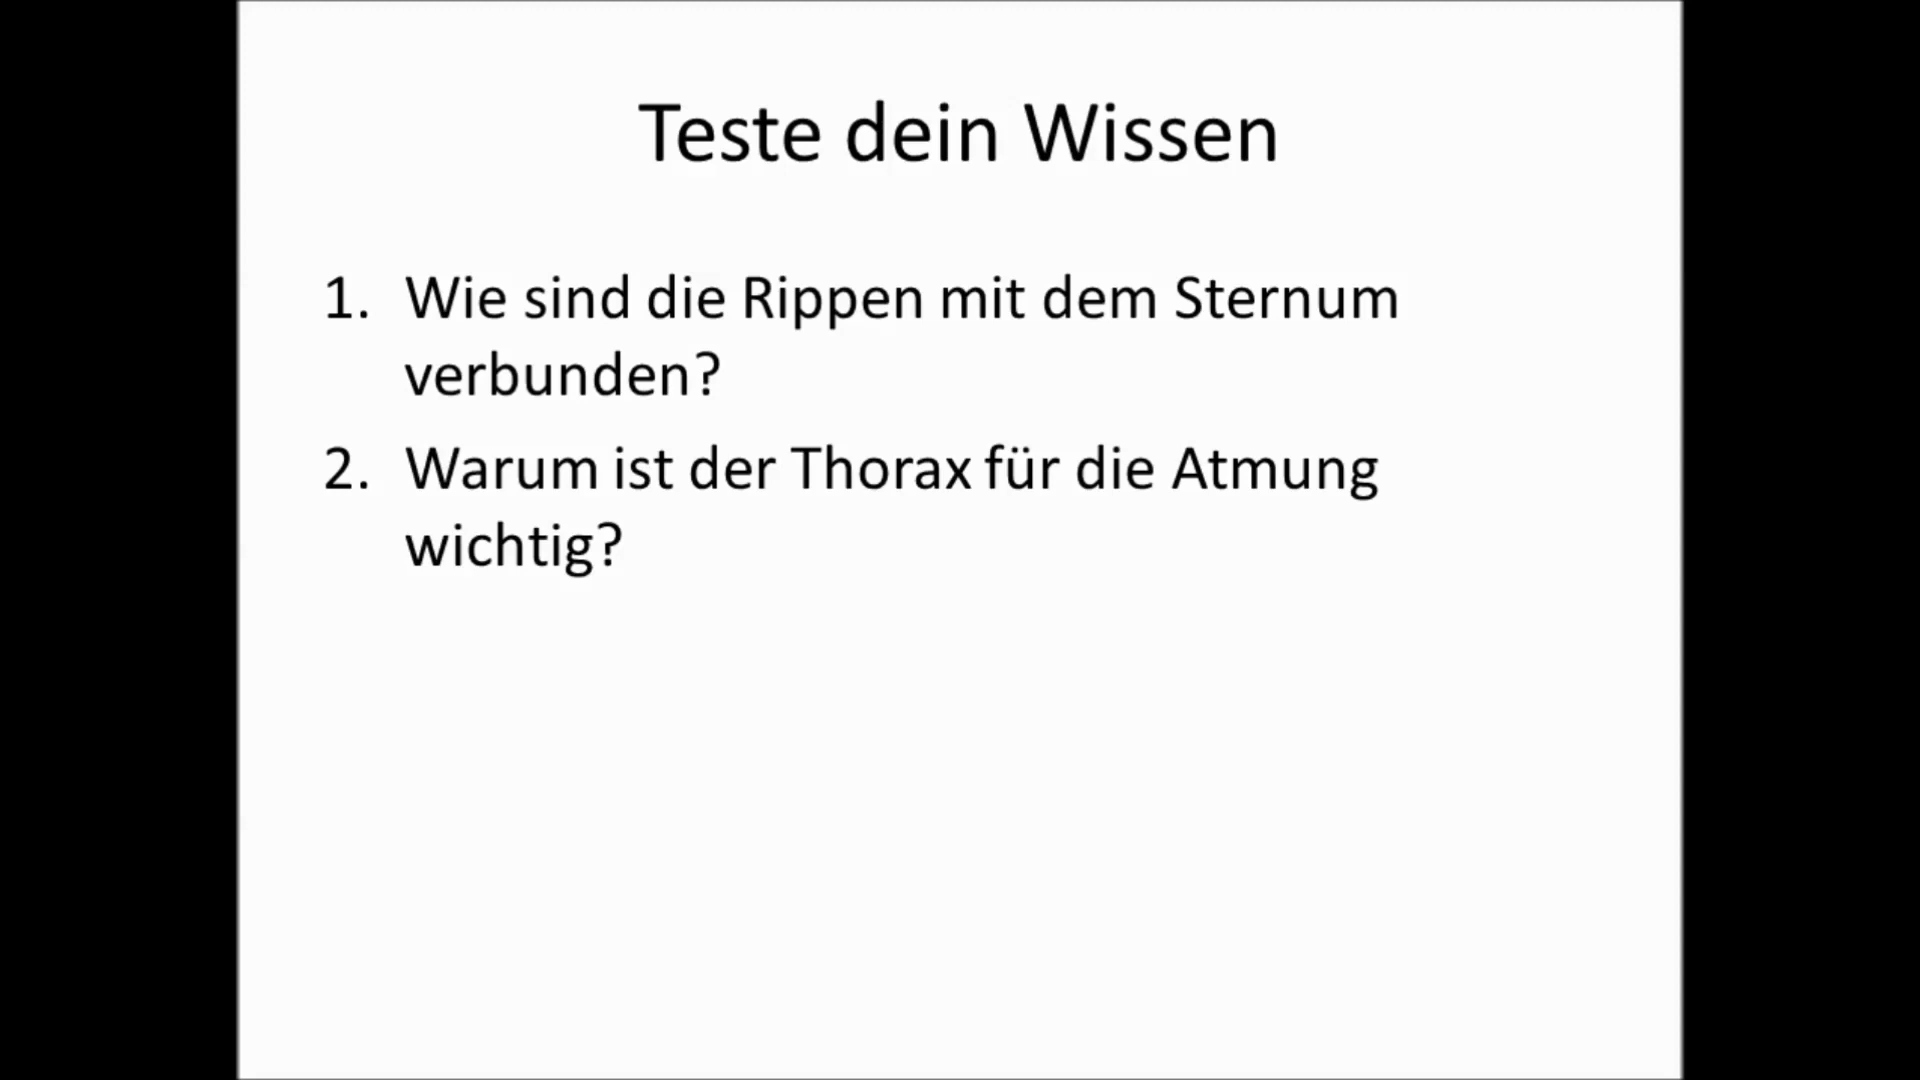 Teste dein Wissen
1. Wie sind die Rippen mit dem Sternum
verbunden?
2. Warum ist der Thorax für die Atmung
wichtig?